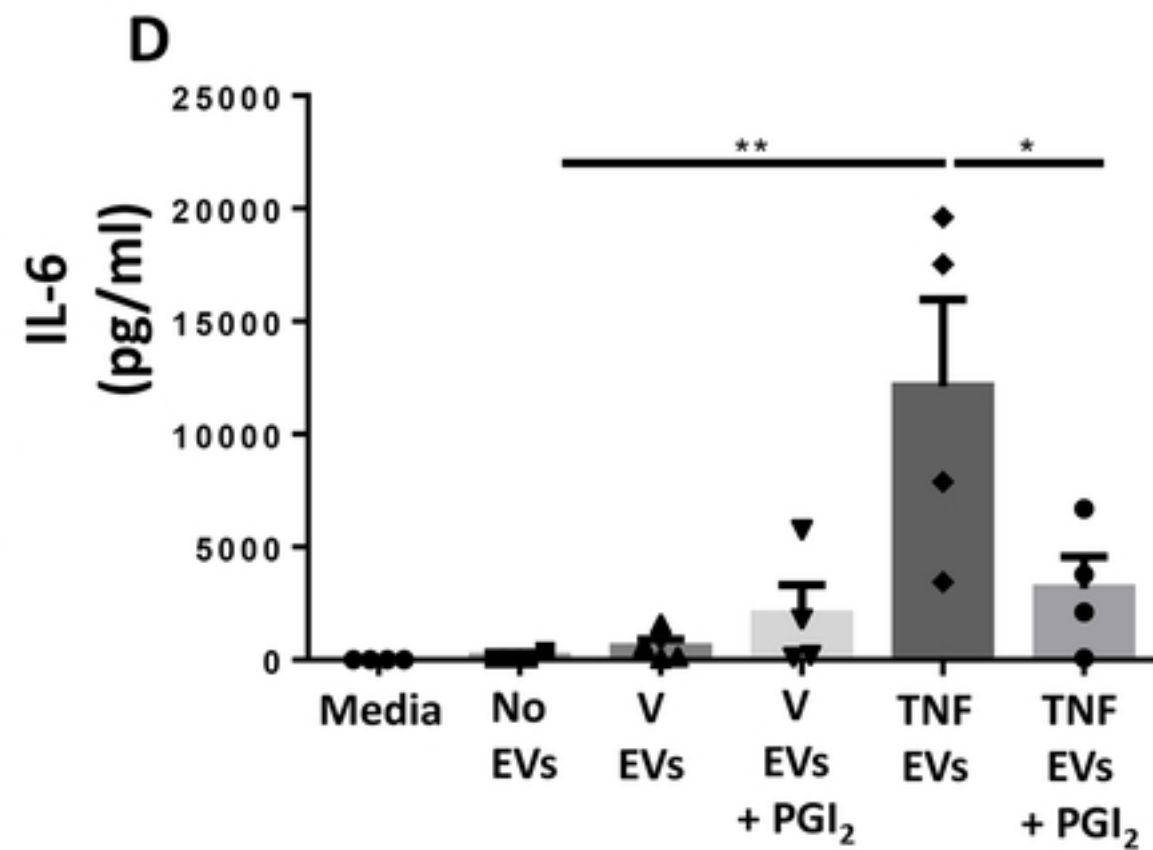 D
IL-6
(pg/ml)
25000
20000
15000
10000
5000
0
**
*
Media
No
EVs
V
EVs
V
EVs
+ PGI₂
TNF
EVs
TNF
EVs
+ PGI₂